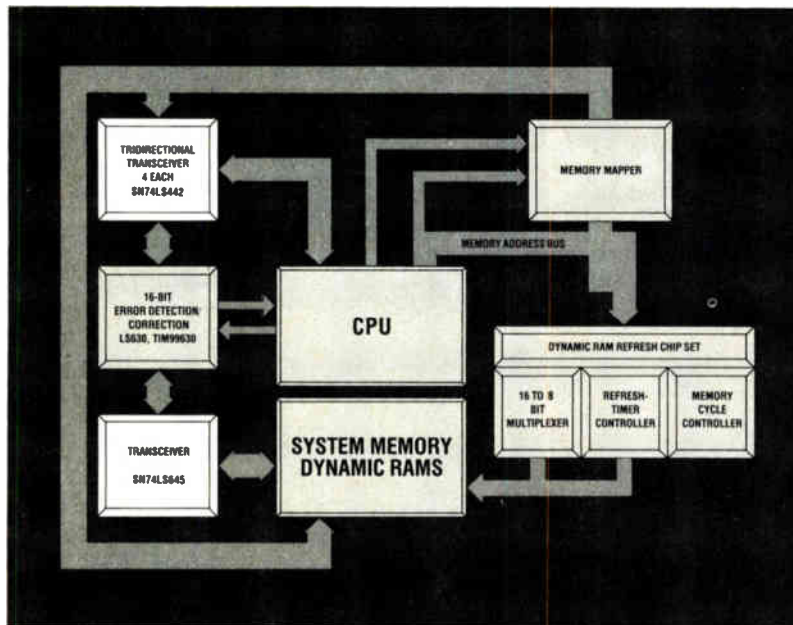 TRIDIRECTIONAL
TRANSCEIVER
4 EACH
SN74LS442
MEMORY MAPPER
MEMORY ADDRESS BUS
16-BIT
ERROR DETECTION/
CORRECTION
LS630, TIM99630
CPU
DYNAMIC RAM REFRESH CHIP SET
16 TO 8
BIT
MULTIPLEXER
REFRESH-
TIMER
CONTROLLER
MEMORY
CYCLE
CONTROLLER
TRANSCEIVER
SN74LS645
SYSTEM MEMORY
DYNAMIC RAMS